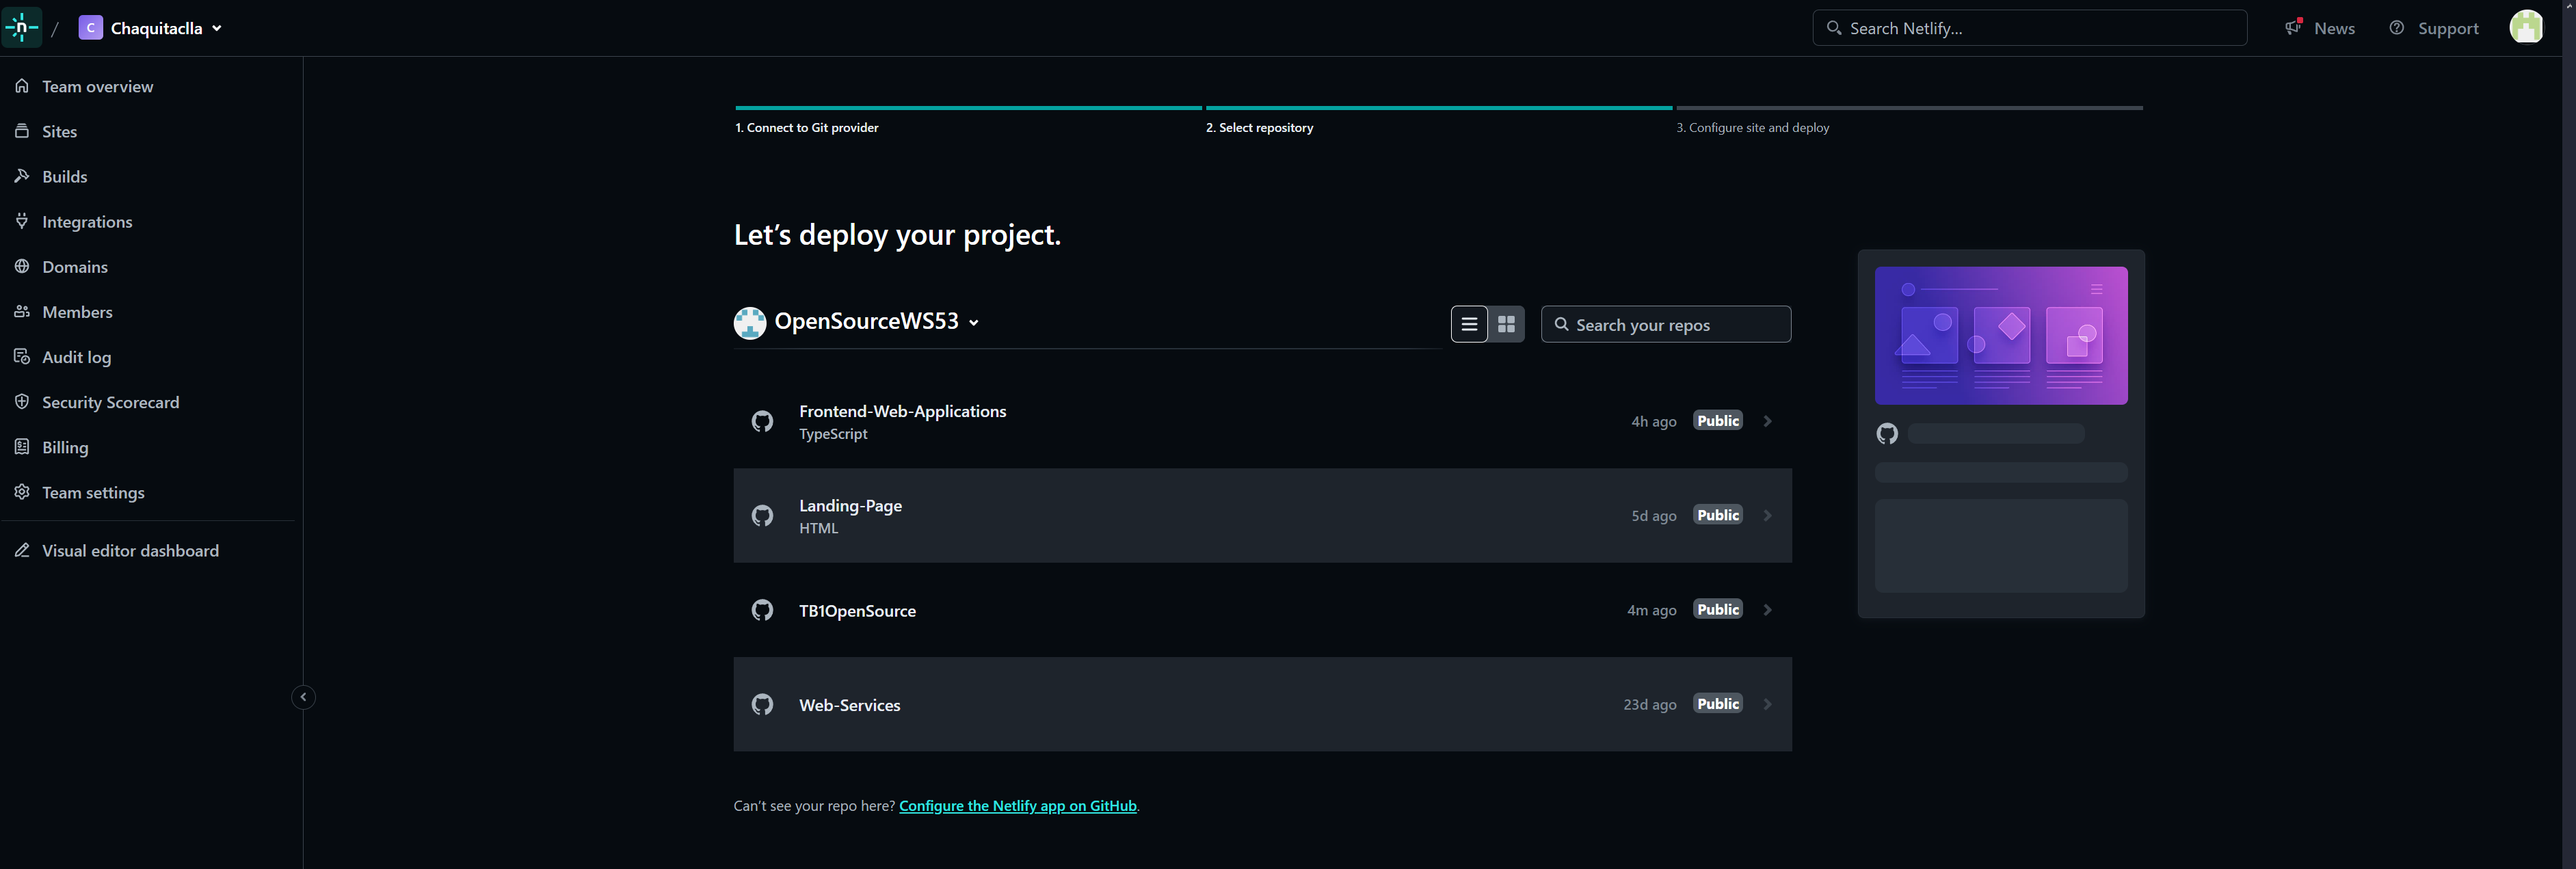 n / C Chaquitaclla
Search Netlify...
News
Support
Team overview
Sites
Builds
Integrations
Domains
Members
Audit log
Security Scorecard
Billing
Team settings
Visual editor dashboard
1. Connect to Git provider
2. Select repository
3. Configure site and deploy
Let’s deploy your project.
OpenSourceWS53
Search your repos
Frontend-Web-Applications
TypeScript
4h ago Public
Landing-Page
HTML
5d ago Public
TB1OpenSource
4m ago Public
Web-Services
23d ago Public
Can’t see your repo here? Configure the Netlify app on GitHub.